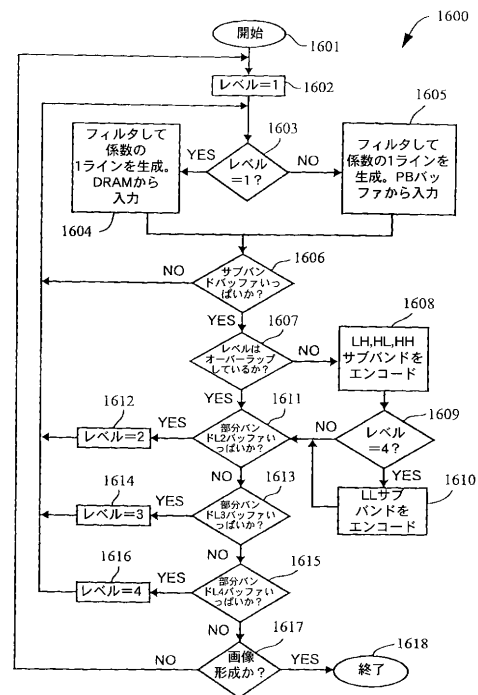 1600
開始
1601
レベル=1
1602
1603
レベル
=1?
YES
NO
フィルタして
係数の
1ラインを生成。
DRAMから
入力
1604
1605
フィルタして
係数の1ラインを
生成。PBバッ
ファから入力
1606
サブバン
ドバッファいっ
ぱいか?
NO
YES
1607
レベルは
オーバーラップ
しているか?
NO
YES
1608
LH,HL,HH
サブバンドを
エンコード
1609
レベル
=4?
NO
YES
1610
LLサブ
バンドを
エンコード
1611
部分バン
ドL2バッファい
っぱいか?
YES
NO
1612
レベル=2
1613
部分バン
ドL3バッファい
っぱいか?
YES
NO
1614
レベル=3
1615
部分バン
ドL4バッファい
っぱいか?
YES
NO
1616
レベル=4
1617
画像
形成か?
NO
YES
1618
終了